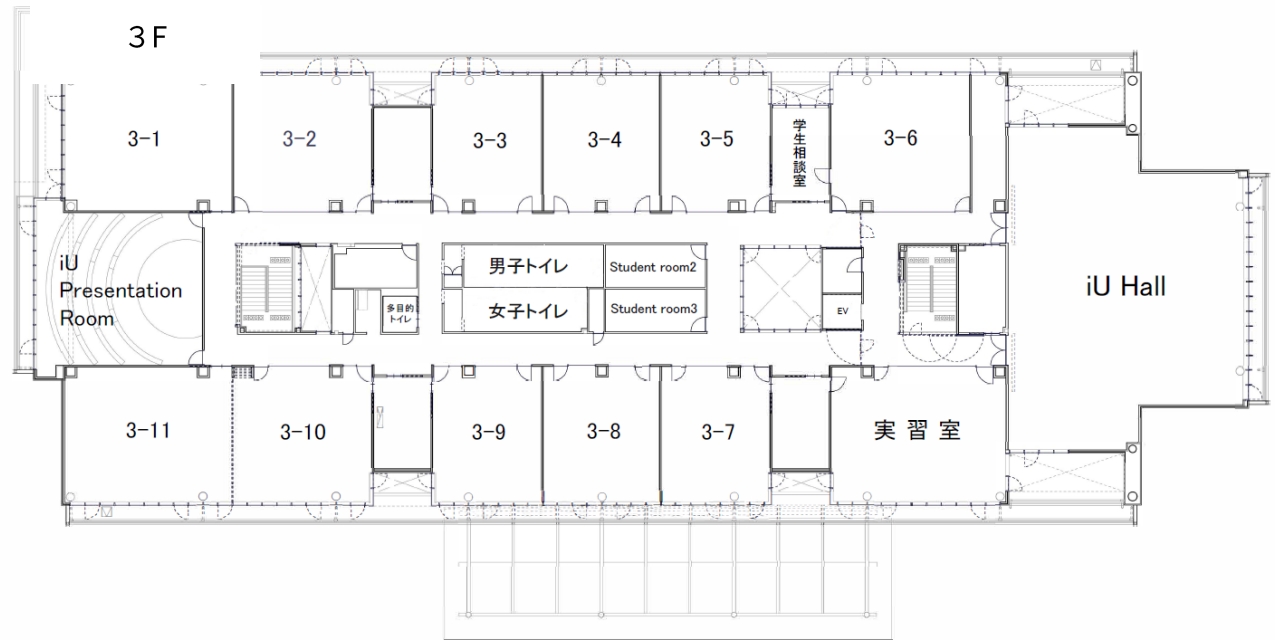 ３F
3-1
3-2
3-3
3-4
3-5
学生相談室
3-6
iU
Presentation
Room
多目的
トイレ
男子トイレ
Student room2
女子トイレ
Student room3
EV
iU Hall
3-11
3-10
3-9
3-8
3-7
実 習 室